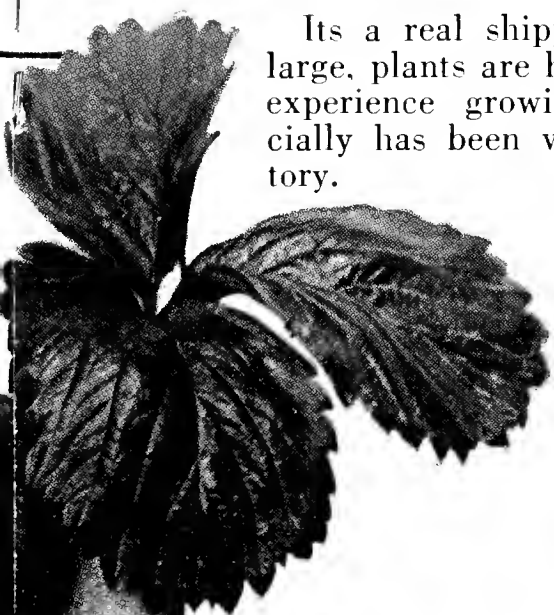 Its a real ship
large, plants are
experience growi
cially has been v
tory.